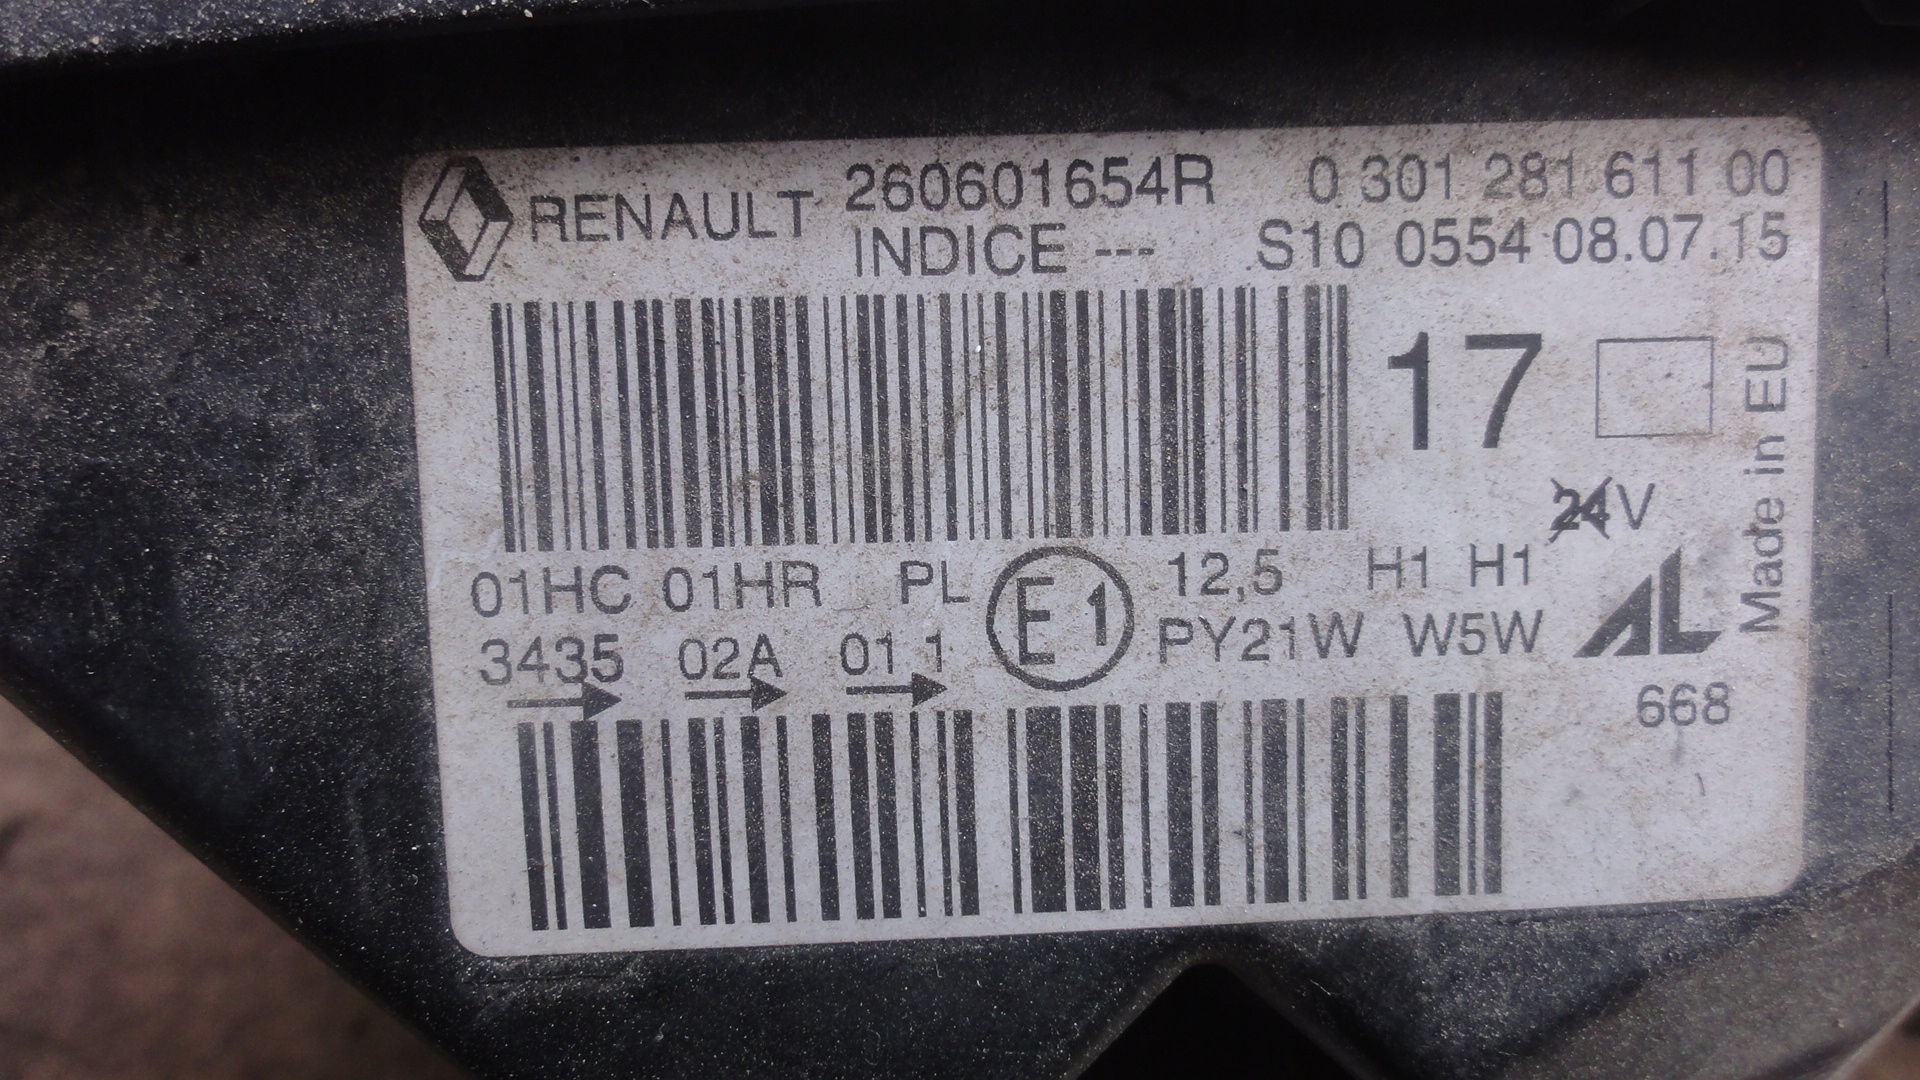 RENAULT 260601654R 0 301 281 611 00
INDICE --- S10 0554 08.07.15
17
Made in EU
24V
01HC 01HR PL E1 12,5 H1 H1
3435 02A 01 1 PY21W W5W AL
668